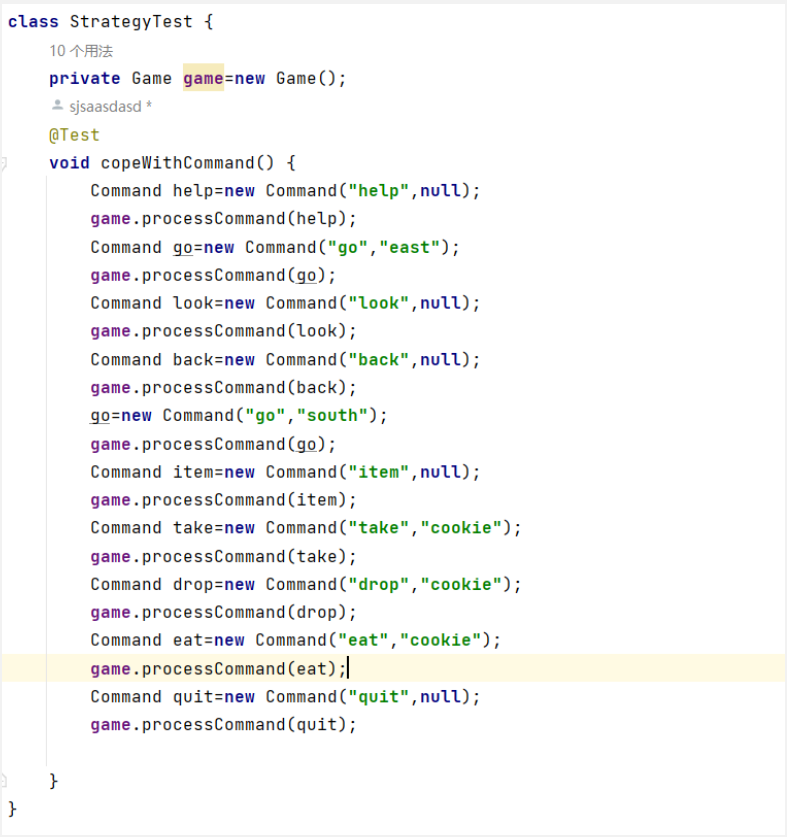 class StrategyTest {
10 个用法
private Game game=new Game();
sjsaasdasd *
@Test
void copeWithCommand() {
Command help=new Command("help",null);
game.processCommand(help);
Command go=new Command("go","east");
game.processCommand(go);
Command look=new Command("look",null);
game.processCommand(look);
Command back=new Command("back",null);
game.processCommand(back);
go=new Command("go","south");
game.processCommand(go);
Command item=new Command("item",null);
game.processCommand(item);
Command take=new Command("take","cookie");
game.processCommand(take);
Command drop=new Command("drop","cookie");
game.processCommand(drop);
Command eat=new Command("eat","cookie");
game.processCommand(eat);
Command quit=new Command("quit",null);
game.processCommand(quit);
}
}